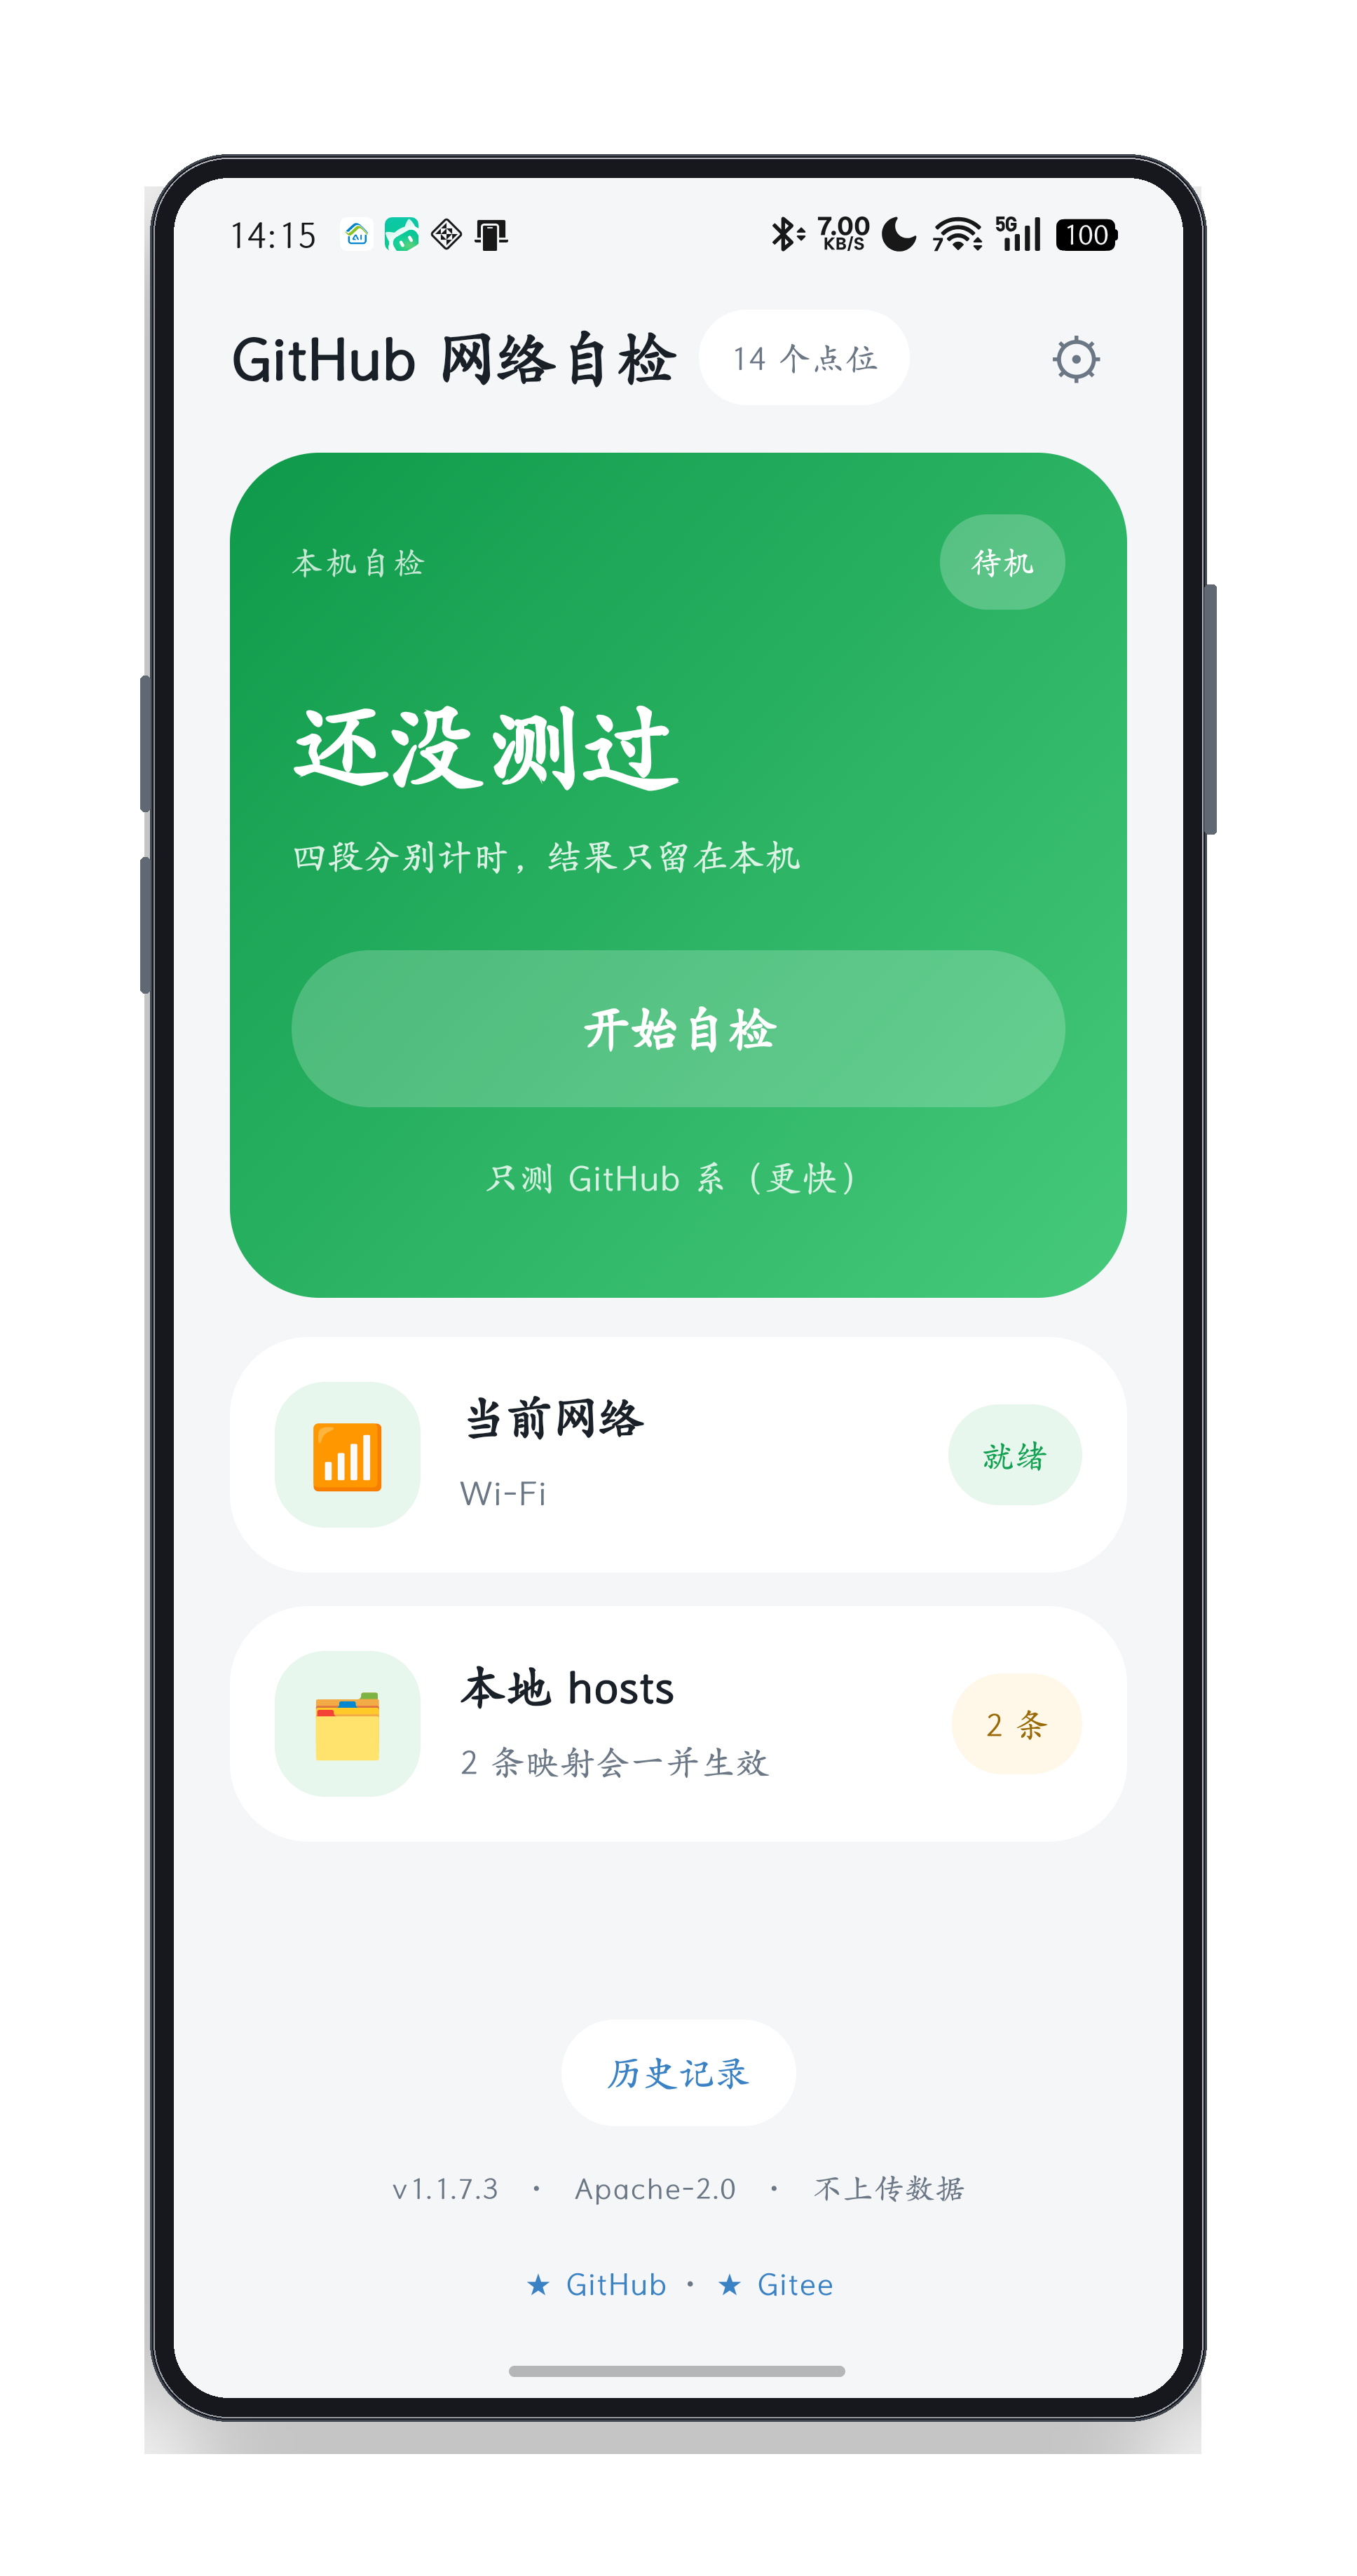 14:15 7.00 KB/S 7 5G 100
GitHub 网络自检 14 个点位
本机自检 待机
还没测过
四段分别计时，结果只留在本机
开始自检
只测 GitHub 系（更快）
当前网络
Wi-Fi
就绪
本地 hosts
2 条映射会一并生效
2 条
历史记录
v1.1.7.3 · Apache-2.0 · 不上传数据
★ GitHub · ★ Gitee